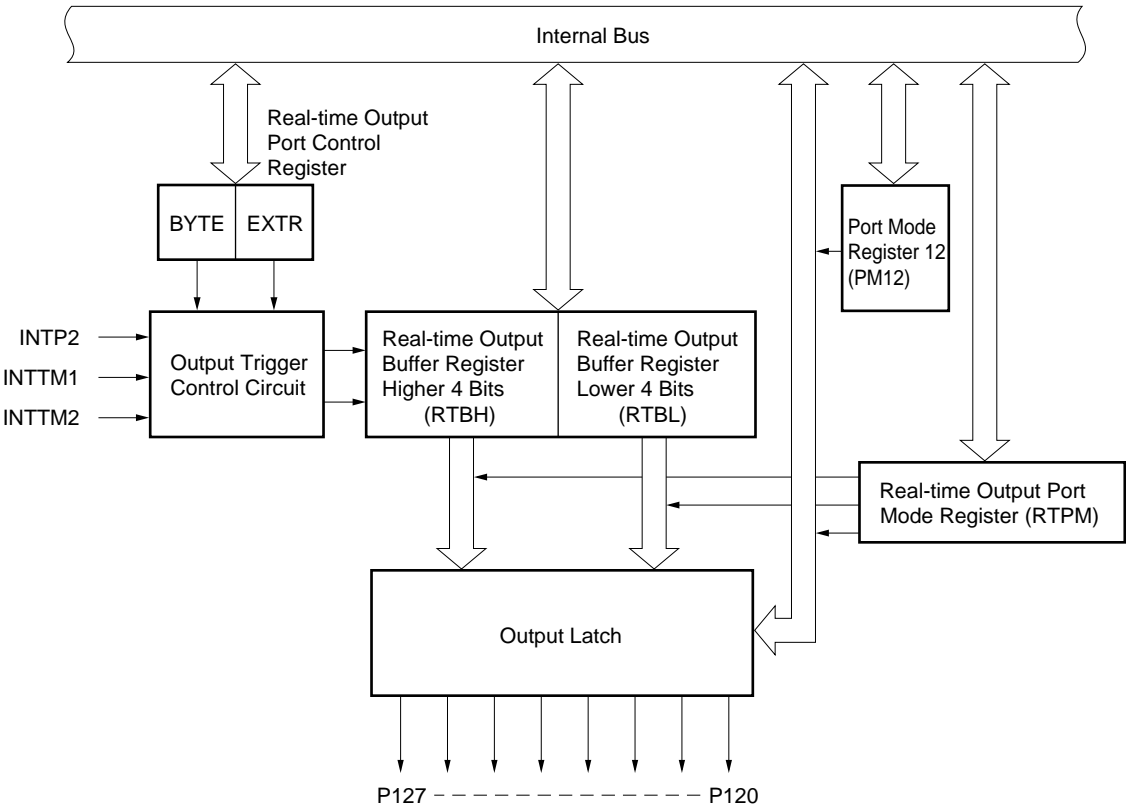 Internal Bus
Real-time Output
Port Control
Register
BYTE
EXTR
Port Mode
Register 12
(PM12)
INTP2
INTTM1
INTTM2
Output Trigger
Control Circuit
Real-time Output
Buffer Register
Higher 4 Bits
(RTBH)
Real-time Output
Buffer Register
Lower 4 Bits
(RTBL)
Real-time Output Port
Mode Register (RTPM)
Output Latch
P127
P120